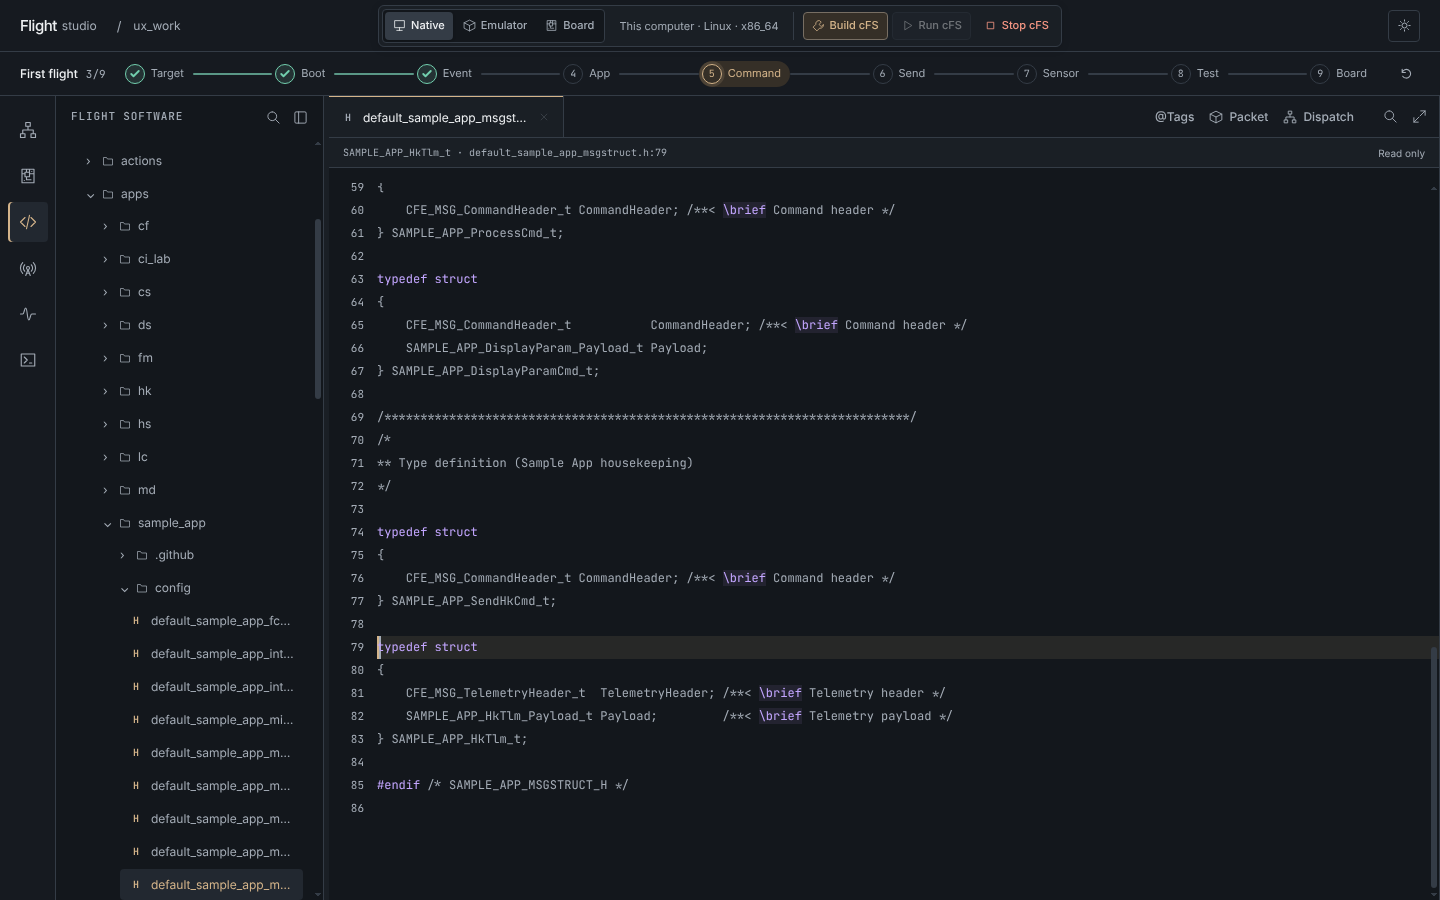 Flight studio / ux_work
Native Emulator Board This computer · Linux · x86_64 Build cFS Run cFS Stop cFS
First flight 3/9 Target Boot Event 4 App 5 Command 6 Send 7 Sensor 8 Test 9 Board
FLIGHT SOFTWARE
actions
apps
cf
ci_lab
cs
ds
fm
hk
hs
lc
md
sample_app
.github
config
H default_sample_app_fc...
H default_sample_app_int...
H default_sample_app_int...
H default_sample_app_mi...
H default_sample_app_m...
H default_sample_app_m...
H default_sample_app_m...
H default_sample_app_m...
H default_sample_app_m...
H default_sample_app_msgst... ×
@Tags Packet Dispatch
SAMPLE_APP_HkTlm_t · default_sample_app_msgstruct.h:79 Read only
59 {
60     CFE_MSG_CommandHeader_t CommandHeader; /**< \brief Command header */
61 } SAMPLE_APP_ProcessCmd_t;
62
63 typedef struct
64 {
65     CFE_MSG_CommandHeader_t           CommandHeader; /**< \brief Command header */
66     SAMPLE_APP_DisplayParam_Payload_t Payload;
67 } SAMPLE_APP_DisplayParamCmd_t;
68
69 /*************************************************************************/
70 /*
71 ** Type definition (Sample App housekeeping)
72 */
73
74 typedef struct
75 {
76     CFE_MSG_CommandHeader_t CommandHeader; /**< \brief Command header */
77 } SAMPLE_APP_SendHkCmd_t;
78
79 typedef struct
80 {
81     CFE_MSG_TelemetryHeader_t  TelemetryHeader; /**< \brief Telemetry header */
82     SAMPLE_APP_HkTlm_Payload_t Payload;         /**< \brief Telemetry payload */
83 } SAMPLE_APP_HkTlm_t;
84
85 #endif /* SAMPLE_APP_MSGSTRUCT_H */
86